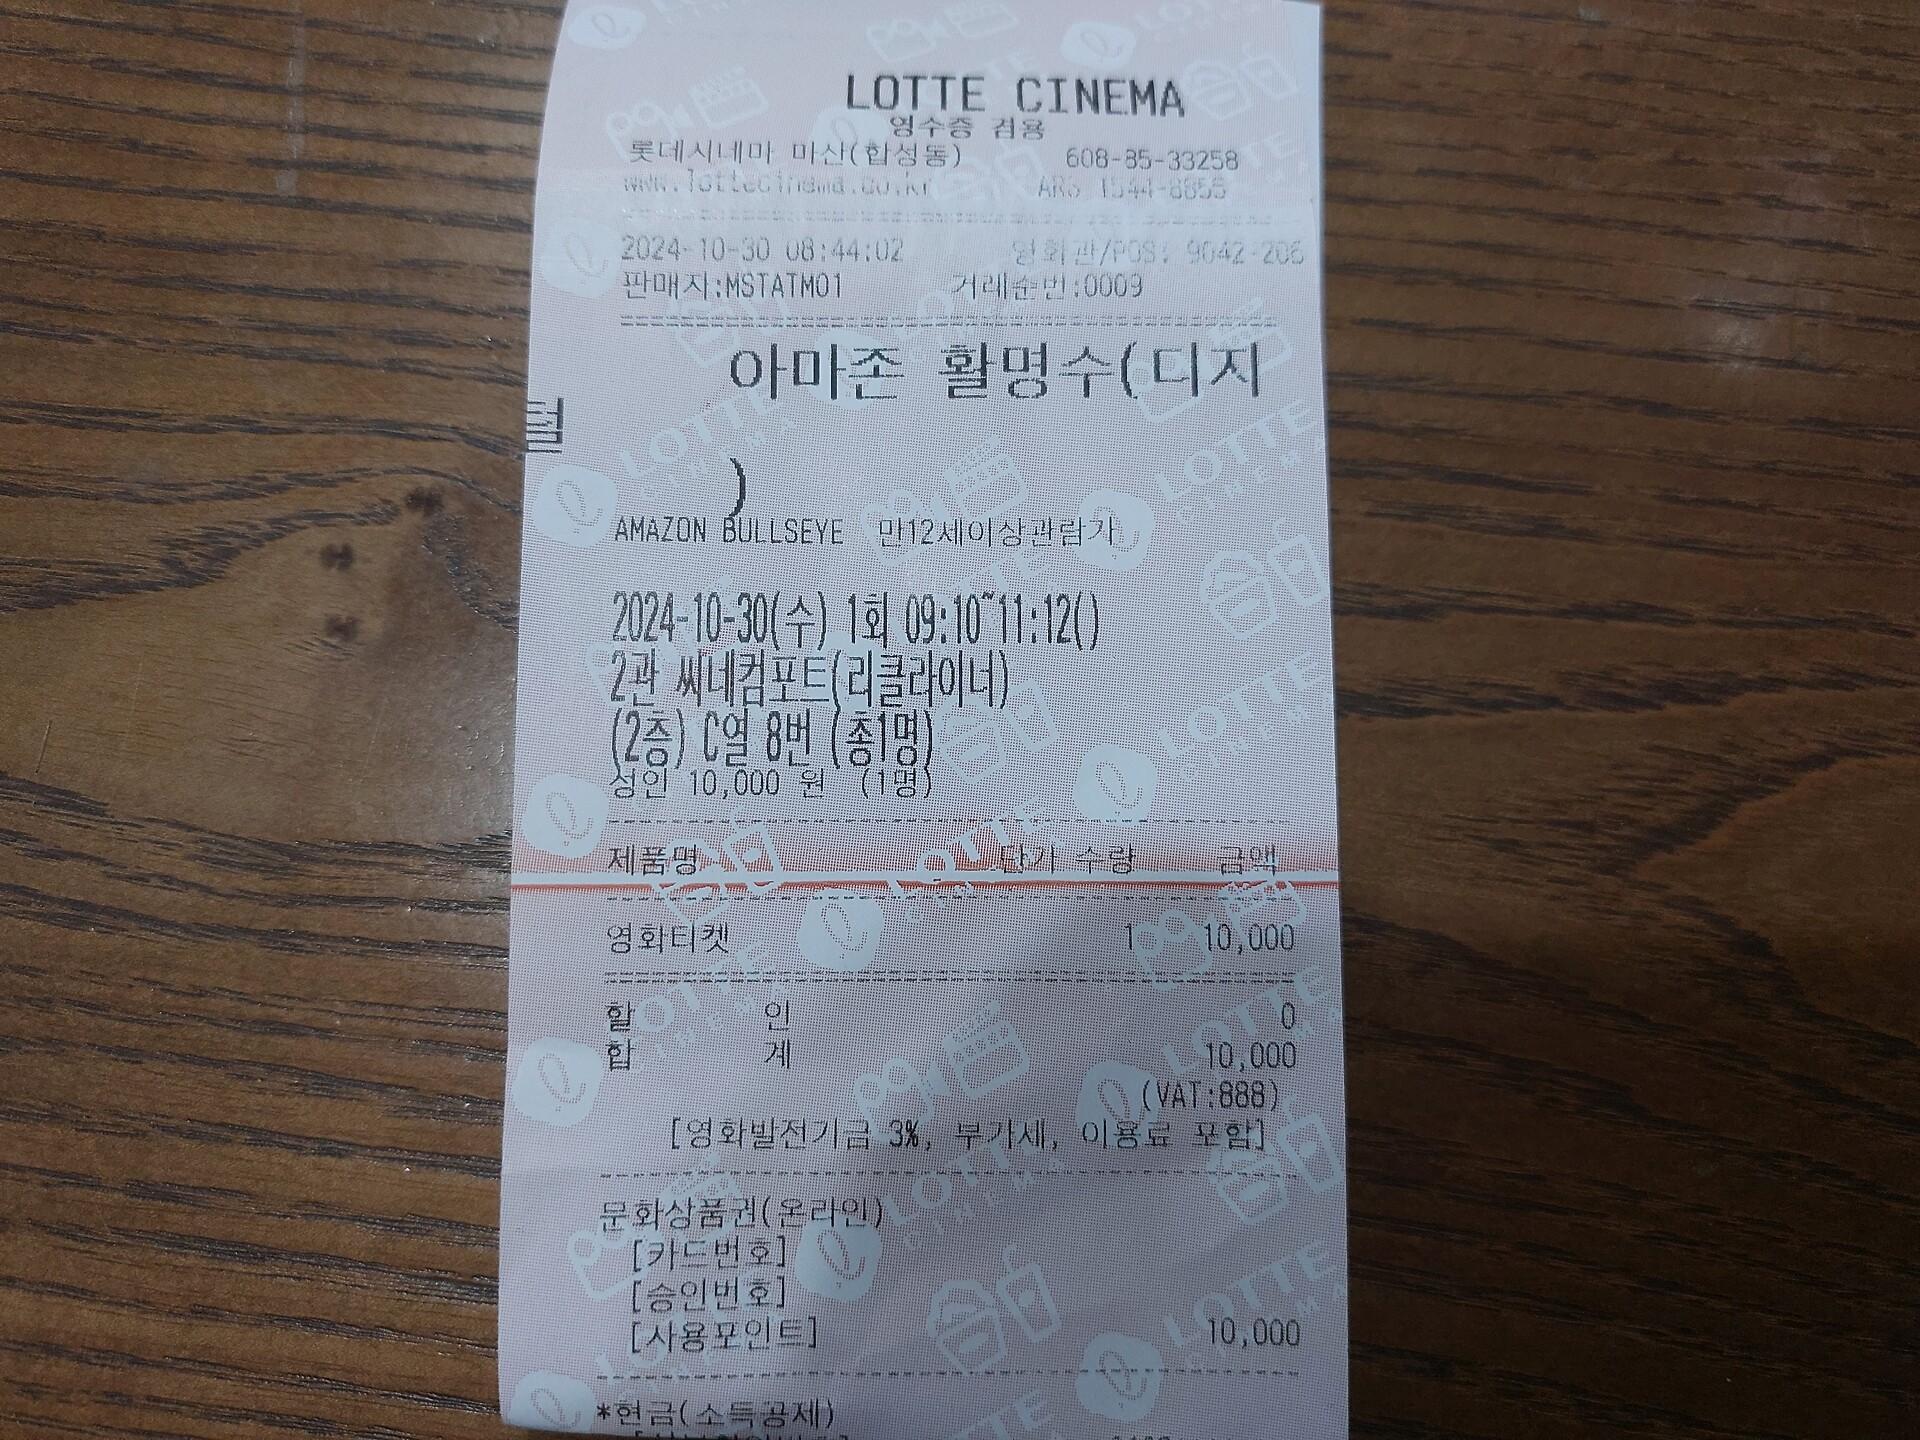 LOTTE CINEMA
영수증 겸용
롯데시네마 마산(합성동) 608-85-33258
www.lottecinema.co.kr ARS 1544-8855
2024-10-30 08:44:02 영화관/POS: 9042-206
판매자:MSTATM01 거래순번:0009
아마존 활명수(디지
털
)
AMAZON BULLSEYE 만12세이상관람가
2024-10-30(수) 1회 09:10~11:12()
2관 씨네컴포트(리클라이너)
(2층) C열 8번 (총1명)
성인 10,000 원 (1명)
제품명 단가 수량 금액
영화티켓 1 10,000
할 인 0
합 계 10,000
(VAT:888)
[영화발전기금 3%, 부가세, 이용료 포함]
문화상품권(온라인)
[카드번호]
[승인번호]
[사용포인트] 10,000
*현금(소득공제)